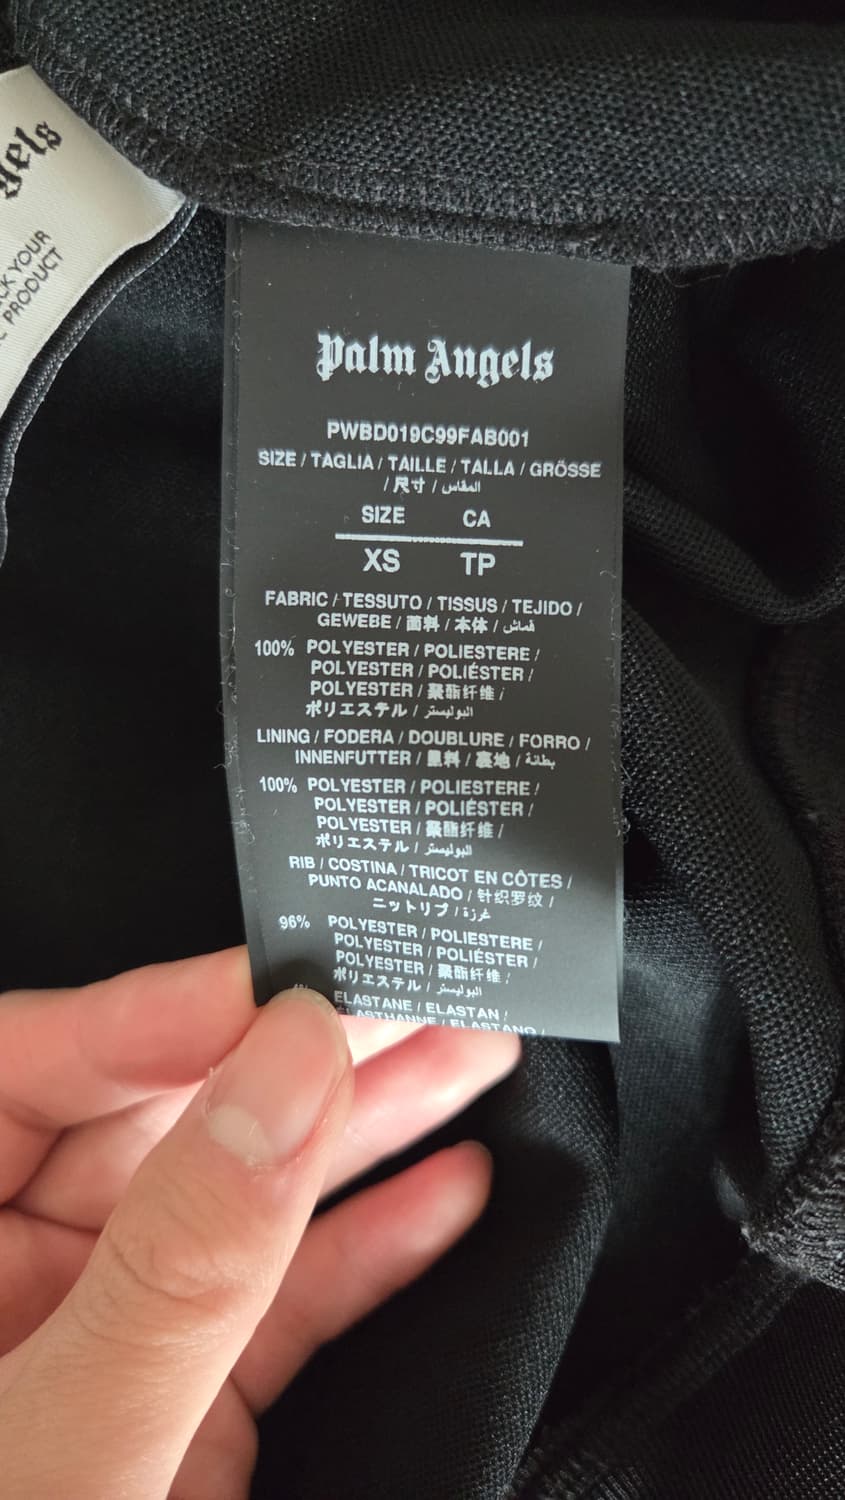 gels
YOUR
PRODUCT
Palm Angels
PWBD019C99FAB001
SIZE / TAGLIA / TAILLE / TALLA / GRÖSSE
/ 尺寸 / المقاس
SIZE CA
XS TP
FABRIC / TESSUTO / TISSUS / TEJIDO /
GEWEBE / 面料 / 本体 / قماش
100% POLYESTER / POLIESTERE /
POLYESTER / POLIÉSTER /
POLYESTER / 聚酯纤维 /
ポリエステル / البوليستر
LINING / FODERA / DOUBLURE / FORRO /
INNENFUTTER / 里料 / 裏地 / بطانة
100% POLYESTER / POLIESTERE /
POLYESTER / POLIÉSTER /
POLYESTER / 聚酯纤维 /
ポリエステル / البوليستر
RIB / COSTINA / TRICOT EN CÔTES /
PUNTO ACANALADO / 针织罗纹 /
ニットリブ / غرزة
96% POLYESTER / POLIESTERE /
POLYESTER / POLIÉSTER /
POLYESTER / 聚酯纤维 /
ポリエステル / البوليستر
ELASTANE / ELASTAN /
ELASTHANNE / ELASTANO /